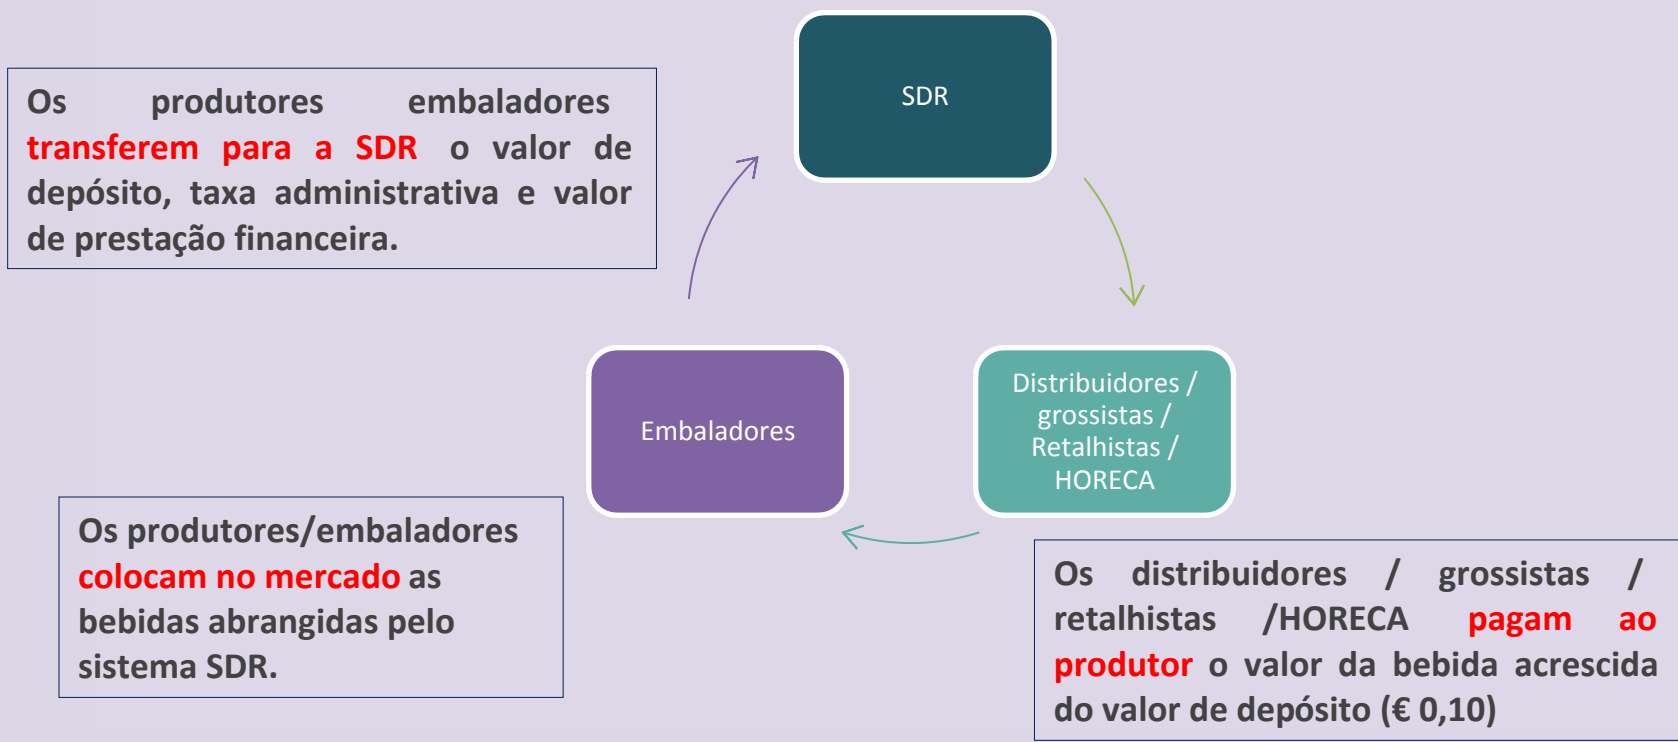 SDR
Os produtores embaladores
transferem para a SDR o valor de
depósito, taxa administrativa e valor
de prestação financeira.
Embaladores
Distribuidores /
grossistas /
Retalhistas /
HORECA
Os produtores/embaladores
colocam no mercado as
bebidas abrangidas pelo
sistema SDR.
Os distribuidores / grossistas /
retalhistas /HORECA pagam ao
produtor o valor da bebida acrescida
do valor de depósito (€ 0,10)